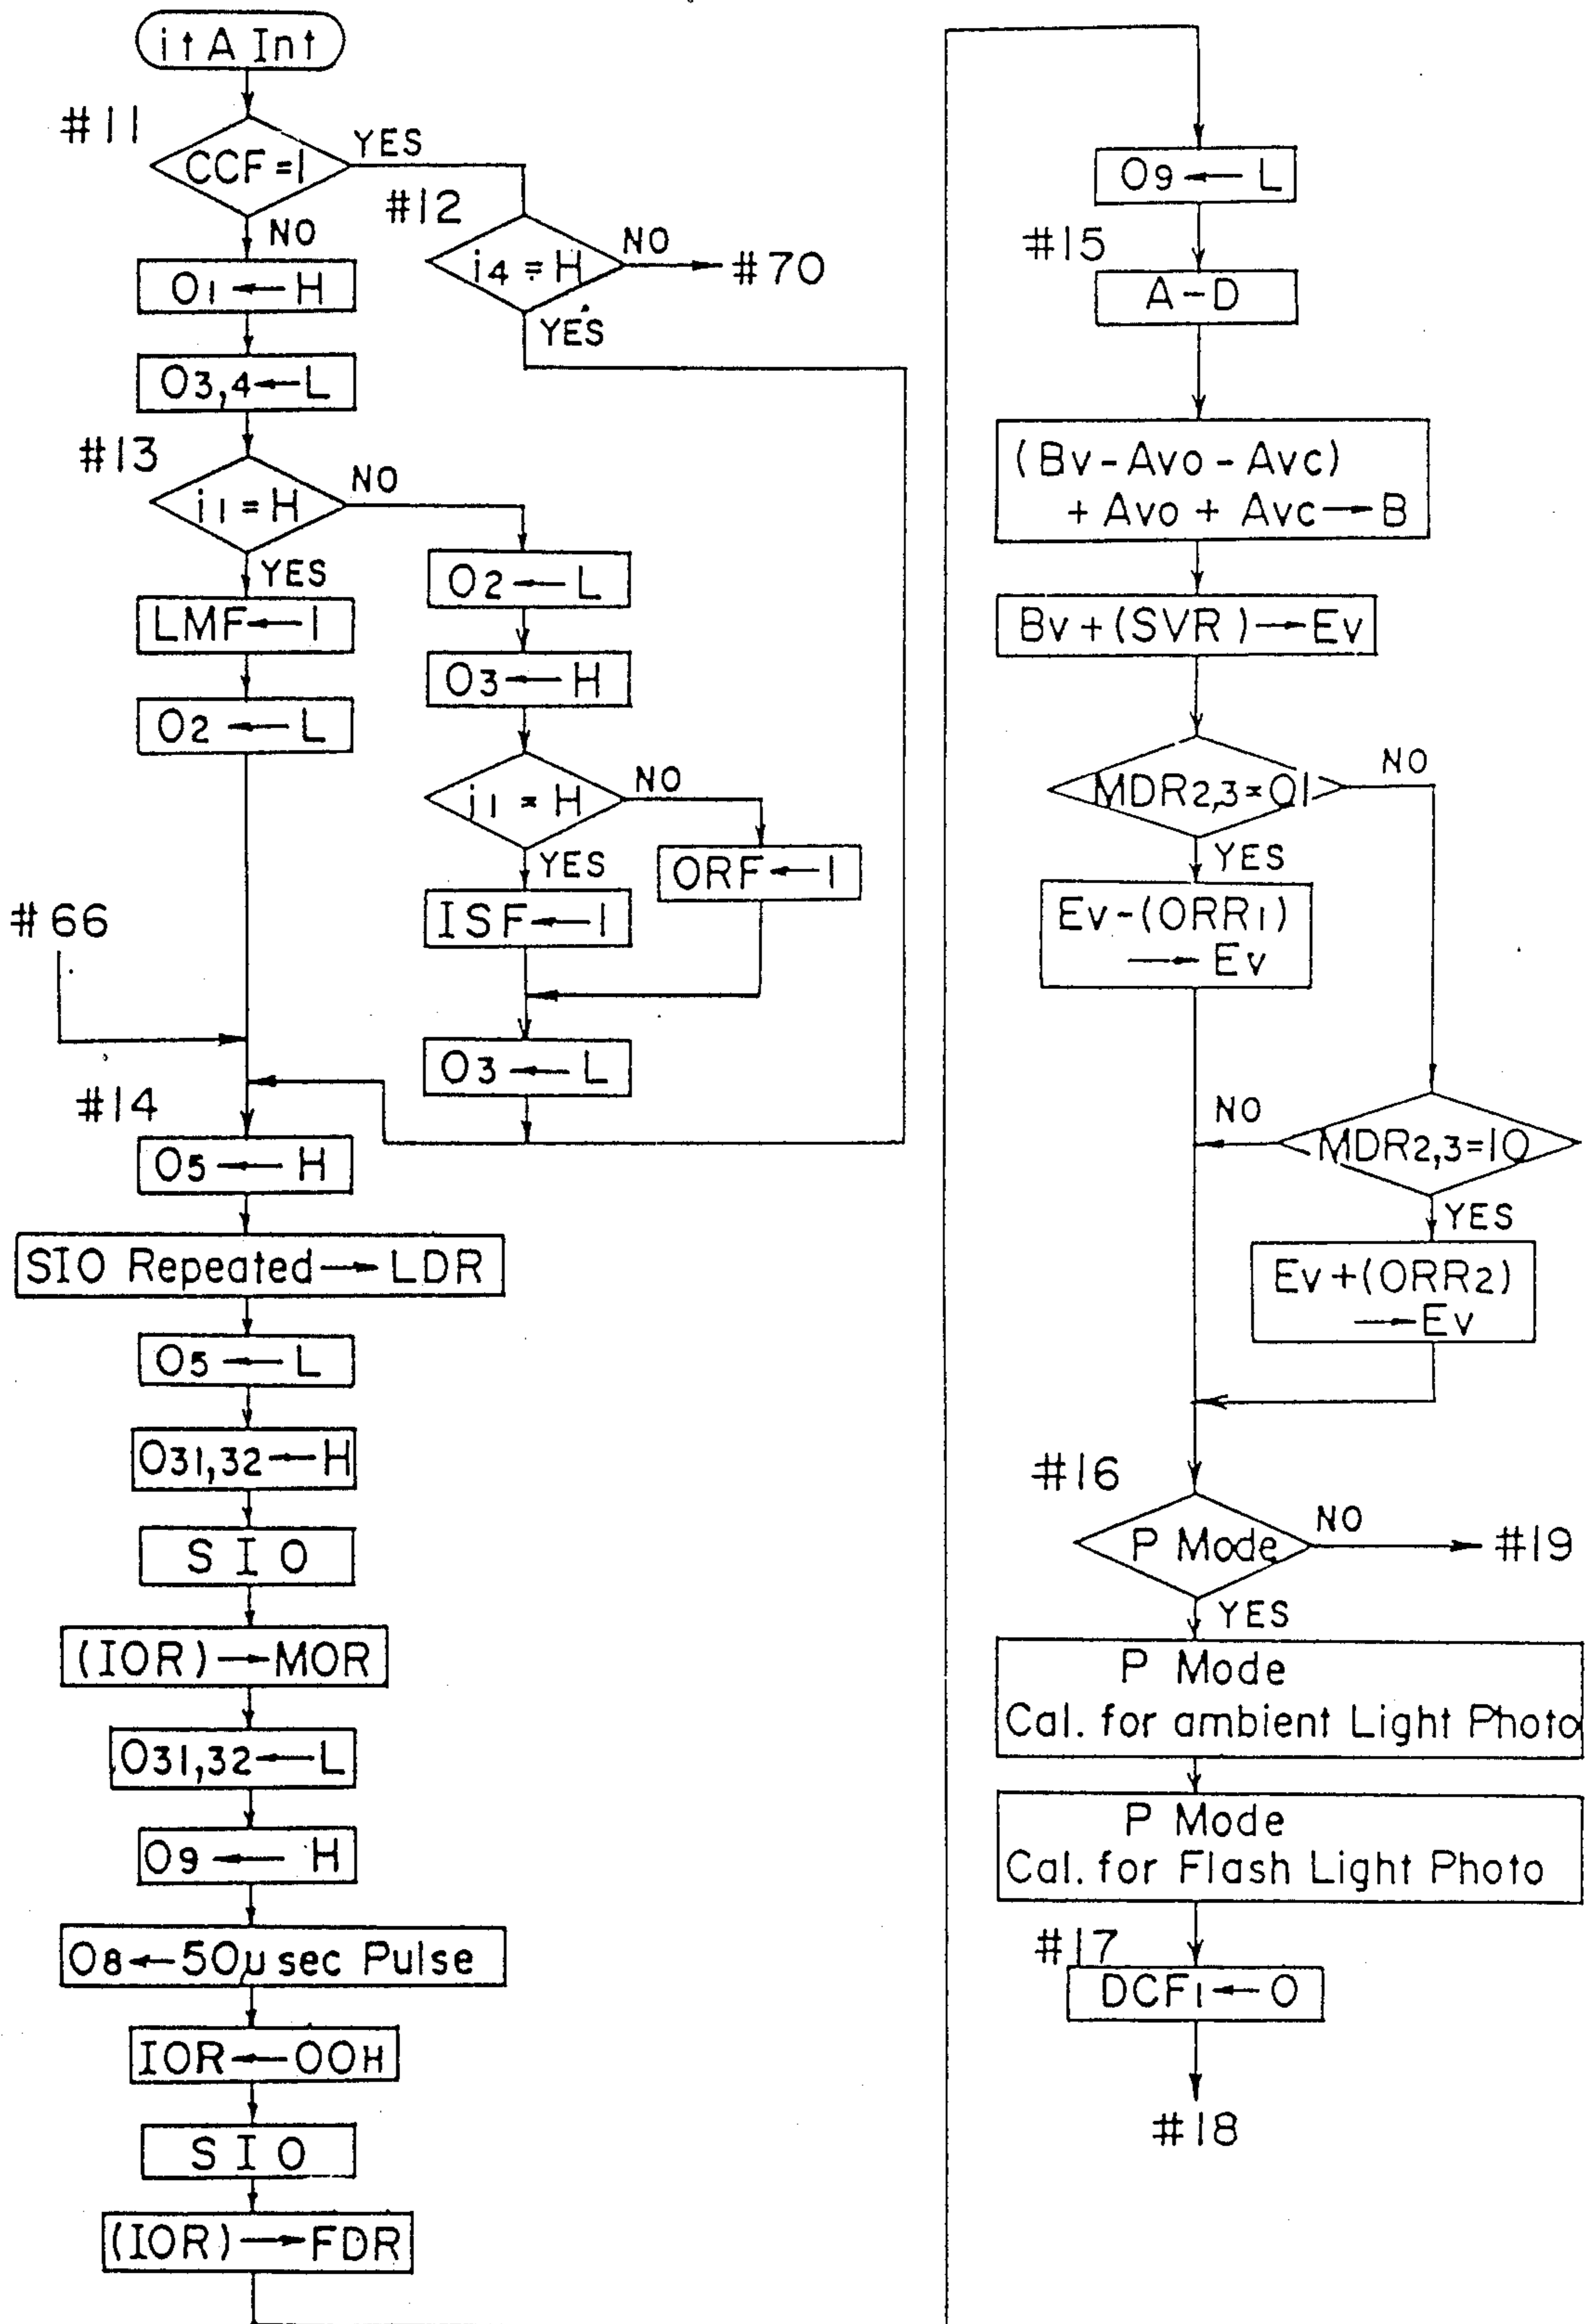 itA Int
#11
CCF=1
YES
NO
#12
i4=H
NO
#70
YES
O1←H
O3,4←L
#13
i1=H
NO
YES
LMF←1
O2←L
O2←L
O3←H
i1=H
NO
YES
ORF←1
ISF←1
O3←L
#66
#14
O5←H
SIO Repeated→LDR
O5←L
O31,32←H
SIO
(IOR)→MOR
O31,32←L
O9←H
O8←50μsec Pulse
IOR←00H
SIO
(IOR)→FDR
O9←L
#15
A-D
(Bv-Avo-Avc)
+Avo+Avc→B
Bv+(SVR)→Ev
MDR2,3=01
NO
YES
Ev-(ORR1)
→Ev
MDR2,3=10
NO
YES
Ev+(ORR2)
→Ev
#16
P Mode
NO
#19
YES
P Mode
Cal. for ambient Light Photo
P Mode
Cal. for Flash Light Photo
#17
DCF1←0
#18